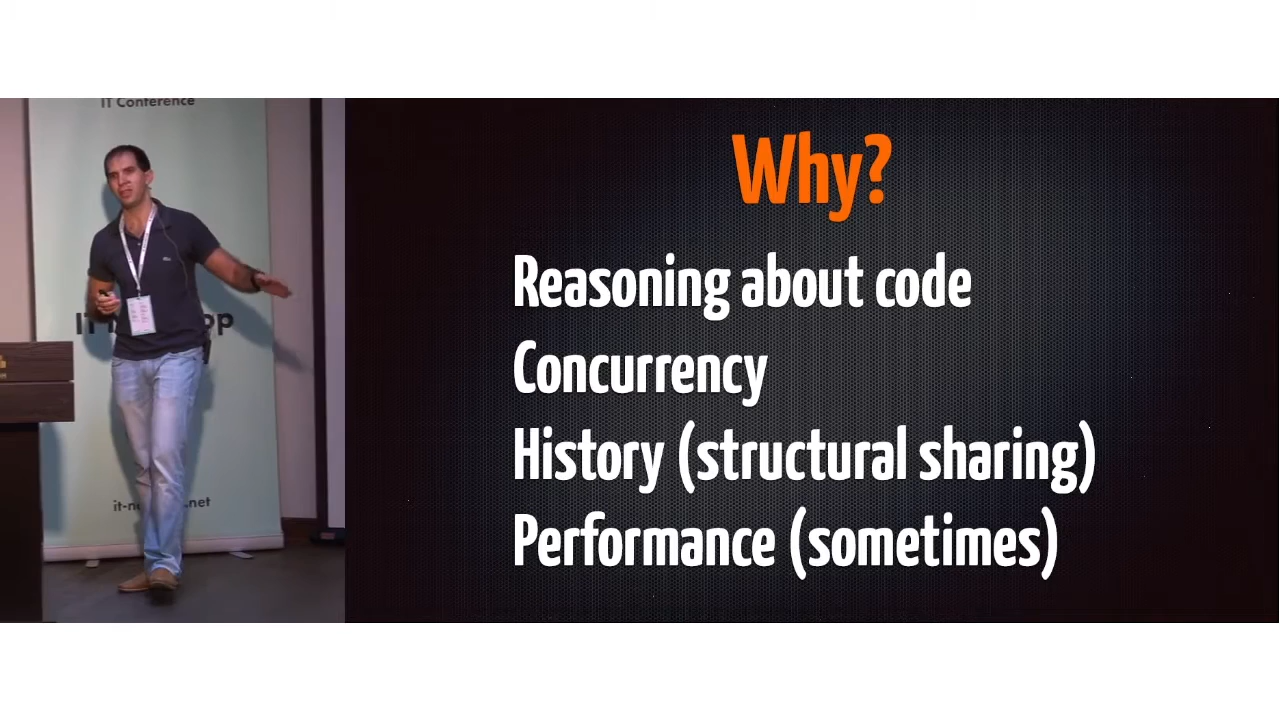 IT Conference
it-n .net
Why?
Reasoning about code
Concurrency
History (structural sharing)
Performance (sometimes)